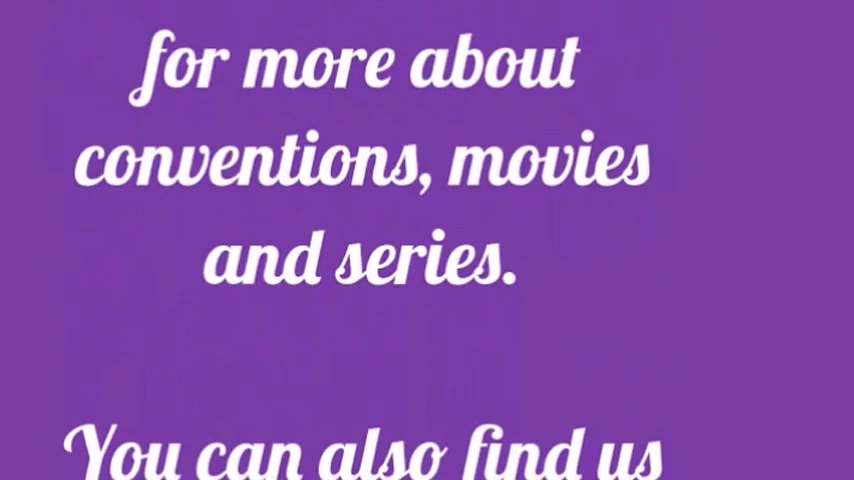 for more about
conventions, movies
and series.
You can also find us